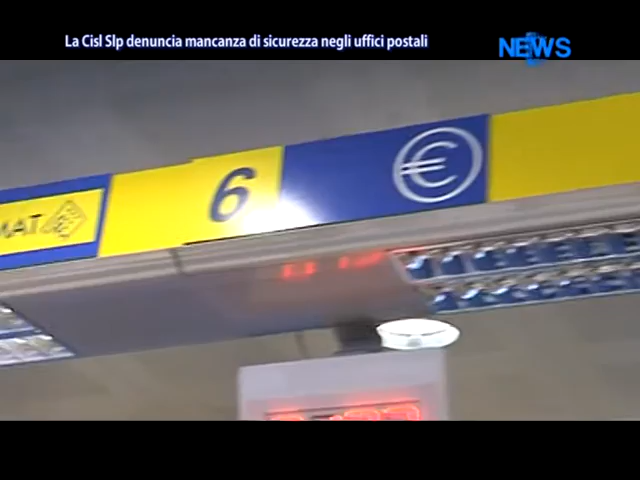 La Cisl Slp denuncia mancanza di sicurezza negli uffici postali
NEWS
6
€